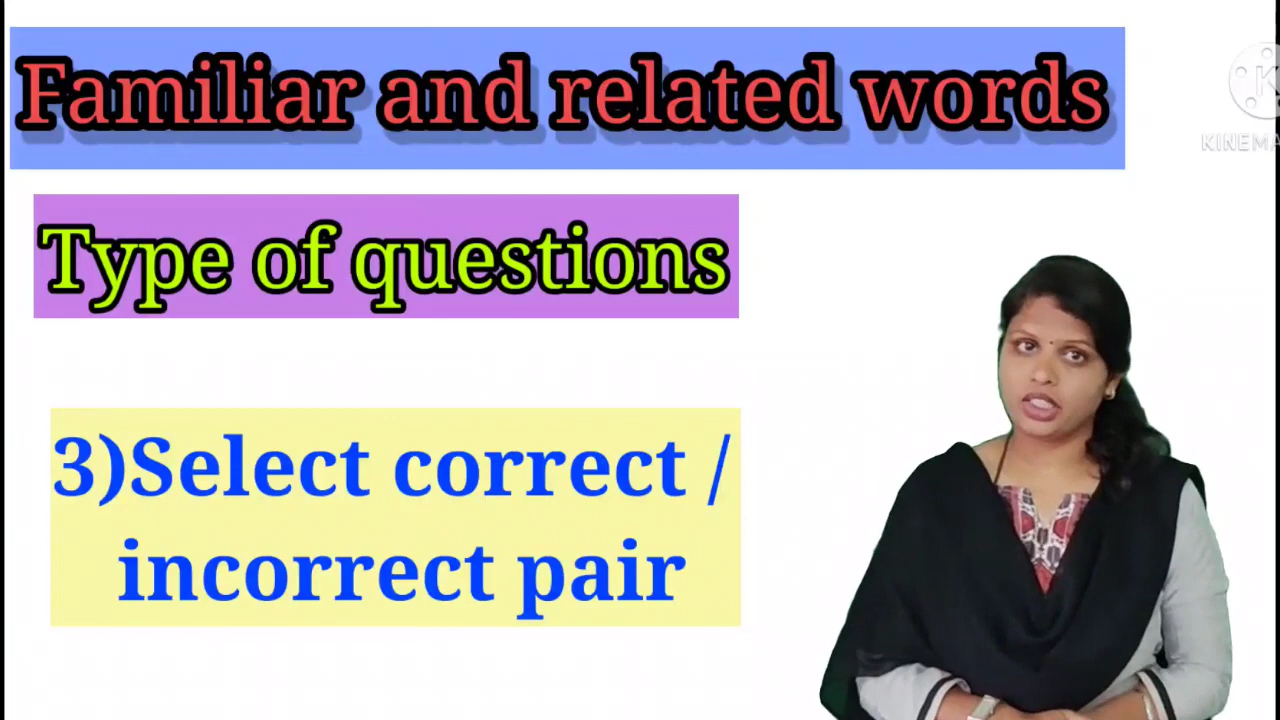 Familiar and related words
Type of questions
3)Select correct /
incorrect pair